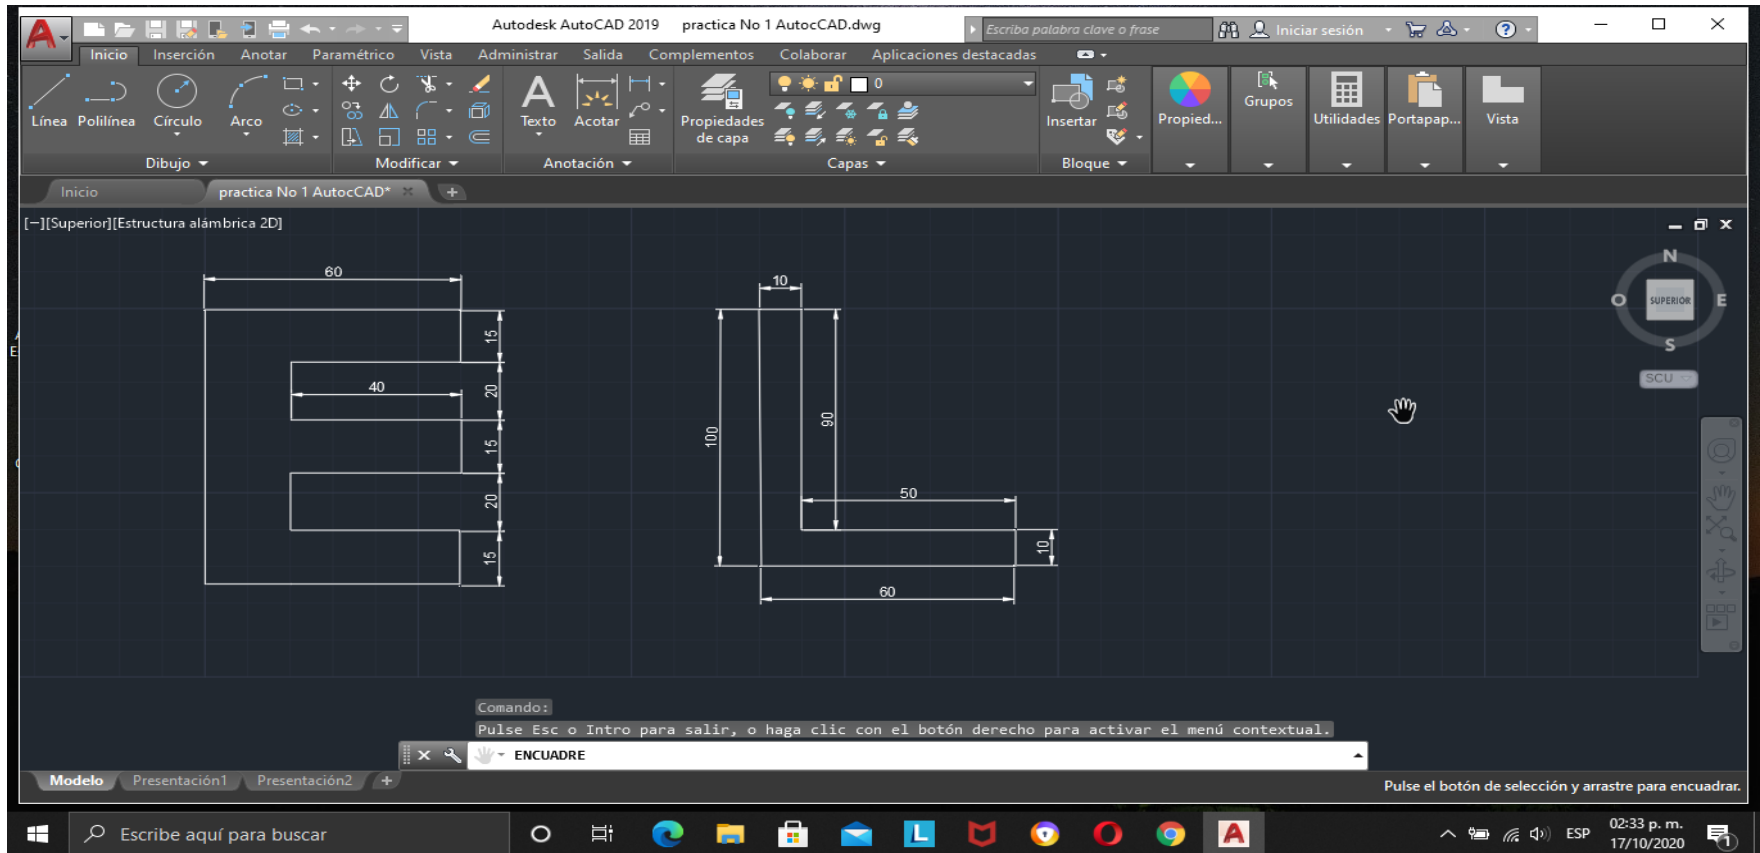 Autodesk AutoCAD 2019 practica No 1 AutocCAD.dwg Escriba palabra clave o frase Iniciar sesión
Inicio Inserción Anotar Paramétrico Vista Administrar Salida Complementos Colaborar Aplicaciones destacadas
0
Línea Polilínea Círculo Arco Texto Acotar Propiedades de capa Insertar Propied... Grupos Utilidades Portapap... Vista
Dibujo Modificar Anotación Capas Bloque
Inicio practica No 1 AutocCAD*
[−][Superior][Estructura alámbrica 2D]
N
O SUPERIOR E
S
SCU
60
15
40
20
15
20
15
10
100
90
50
10
60
Comando:
Pulse Esc o Intro para salir, o haga clic con el botón derecho para activar el menú contextual.
ENCUADRE
Modelo Presentación1 Presentación2 +
Pulse el botón de selección y arrastre para encuadrar.
Escribe aquí para buscar
ESP
02:33 p. m.
17/10/2020